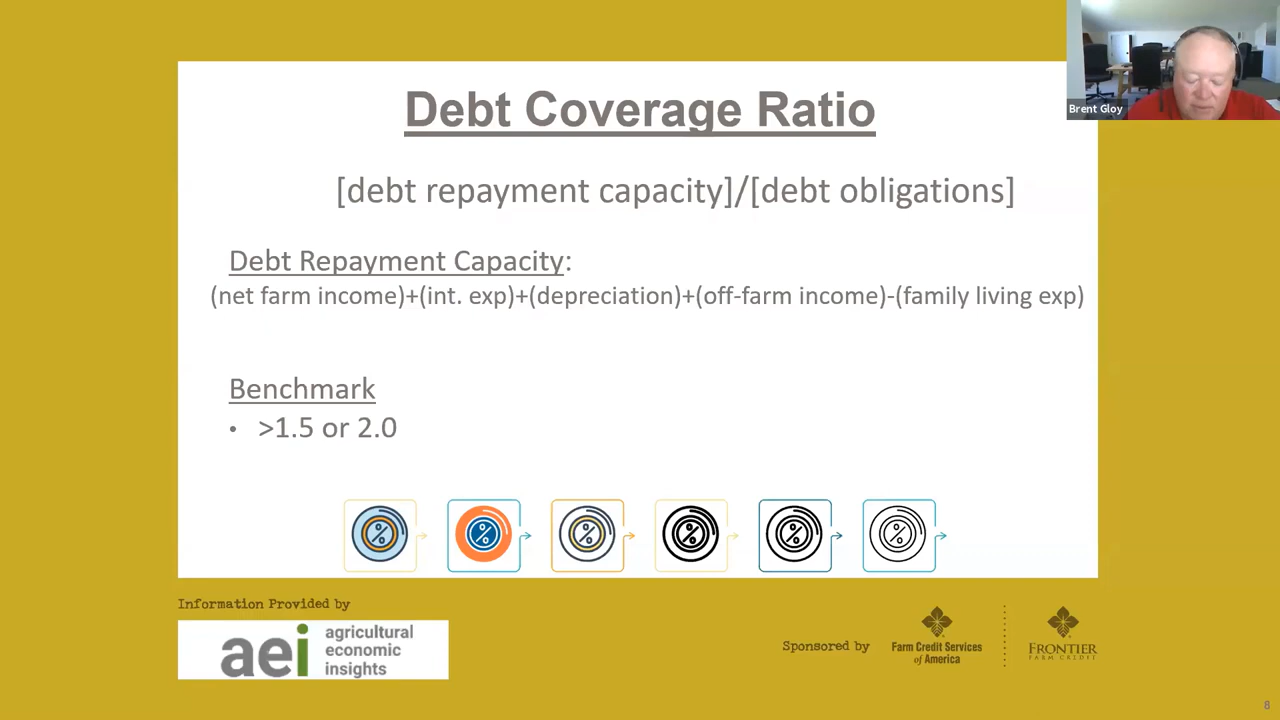 Debt Coverage Ratio
[debt repayment capacity]/[debt obligations]
Debt Repayment Capacity:
(net farm income)+(int. exp)+(depreciation)+(off-farm income)-(family living exp)
Benchmark
• >1.5 or 2.0
Brent Gloy
Information Provided by
aei agricultural
economic
insights
Sponsored by
Farm Credit Services
of America
FRONTIER
FARM CREDIT
8